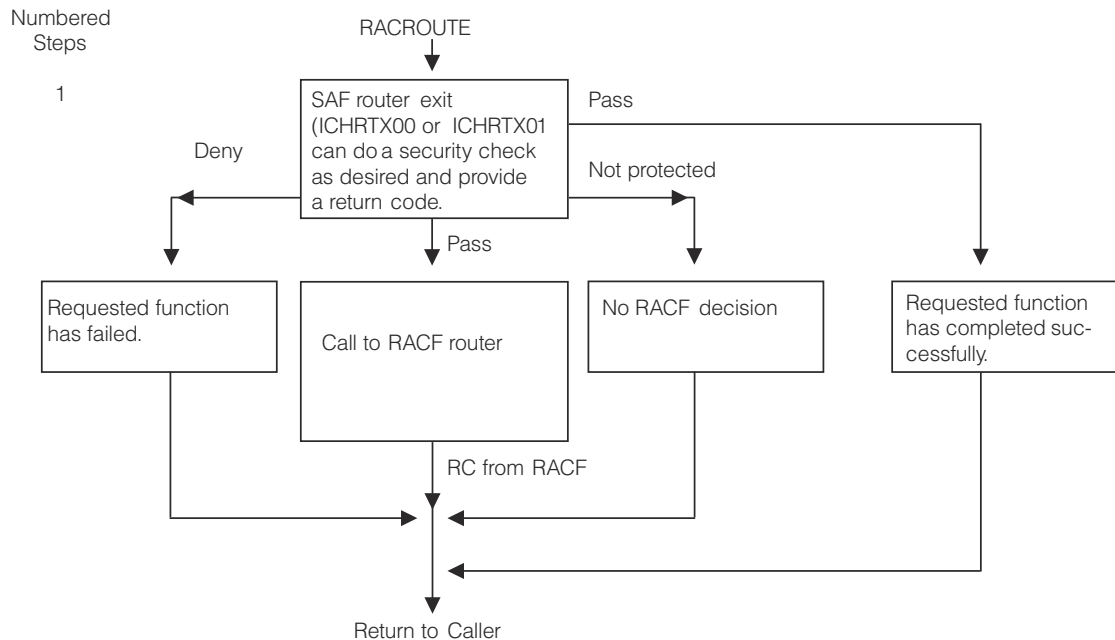 Numbered
Steps
RACROUTE
1
SAF router exit
(ICHRTX00 or ICHRTX01
can do a security check
as desired and provide
a return code.
Pass
Deny
Not protected
Pass
Requested function
has failed.
Call to RACF router
No RACF decision
Requested function
has completed suc-
cessfully.
RC from RACF
Return to Caller